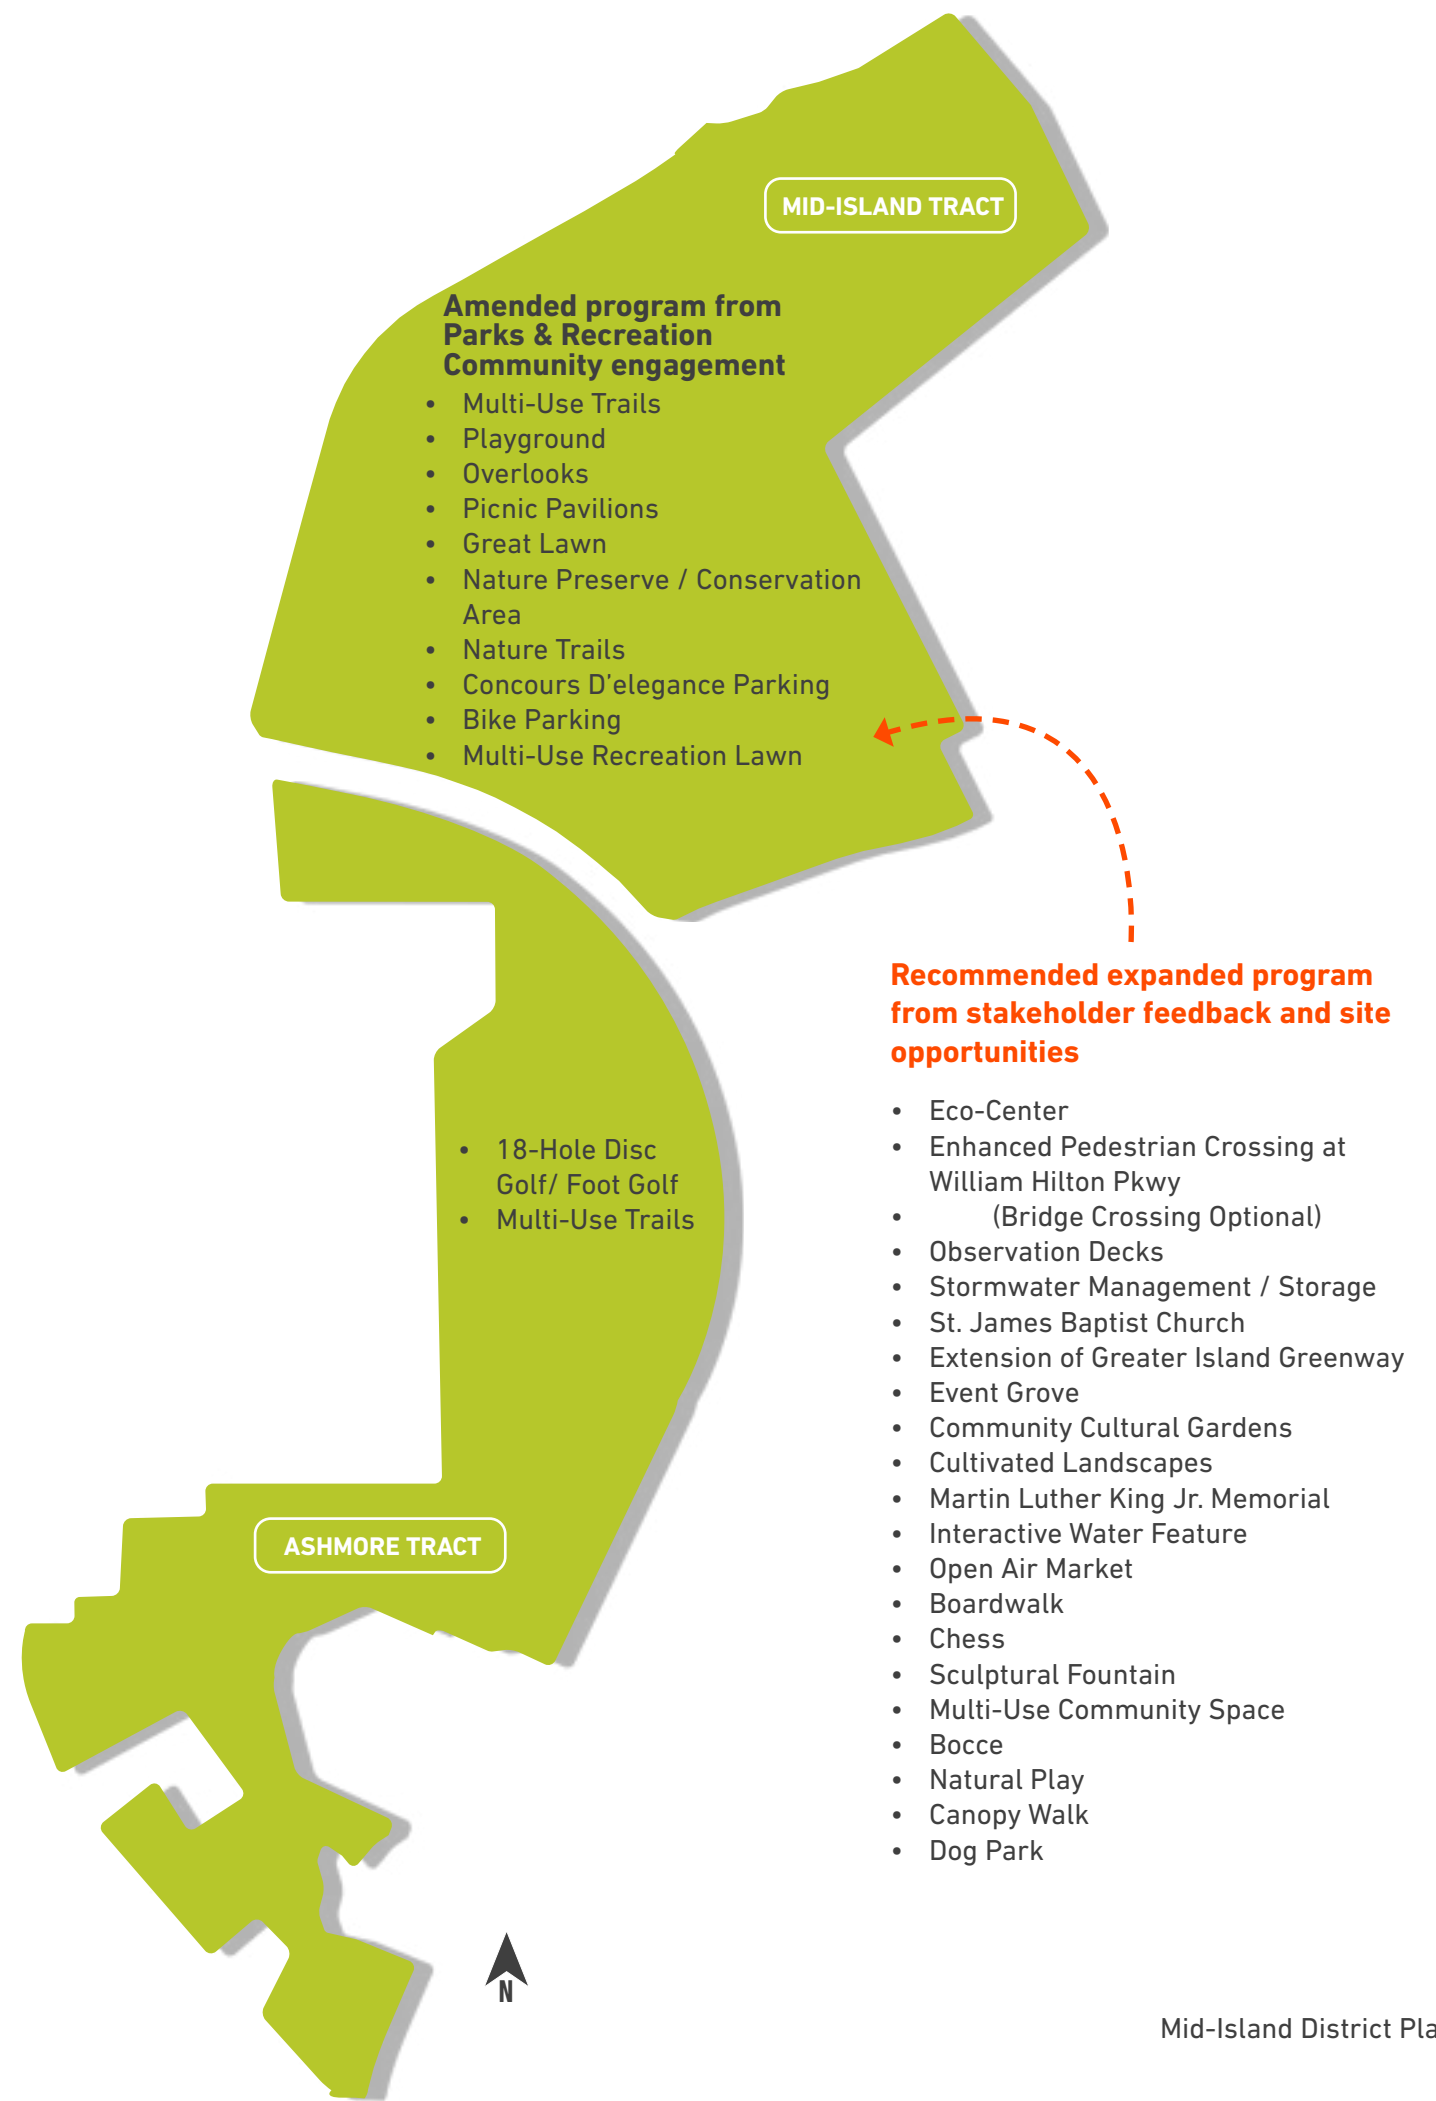 MID-ISLAND TRACT
Amended program from
Parks & Recreation
Community engagement
• Multi-Use Trails
• Playground
• Overlooks
• Picnic Pavilions
• Great Lawn
• Nature Preserve / Conservation
Area
• Nature Trails
• Concours D’elegance Parking
• Bike Parking
• Multi-Use Recreation Lawn
• 18-Hole Disc
Golf/ Foot Golf
• Multi-Use Trails
ASHMORE TRACT
Recommended expanded program
from stakeholder feedback and site
opportunities
• Eco-Center
• Enhanced Pedestrian Crossing at
William Hilton Pkwy
• (Bridge Crossing Optional)
• Observation Decks
• Stormwater Management / Storage
• St. James Baptist Church
• Extension of Greater Island Greenway
• Event Grove
• Community Cultural Gardens
• Cultivated Landscapes
• Martin Luther King Jr. Memorial
• Interactive Water Feature
• Open Air Market
• Boardwalk
• Chess
• Sculptural Fountain
• Multi-Use Community Space
• Bocce
• Natural Play
• Canopy Walk
• Dog Park
N
Mid-Island District Pla